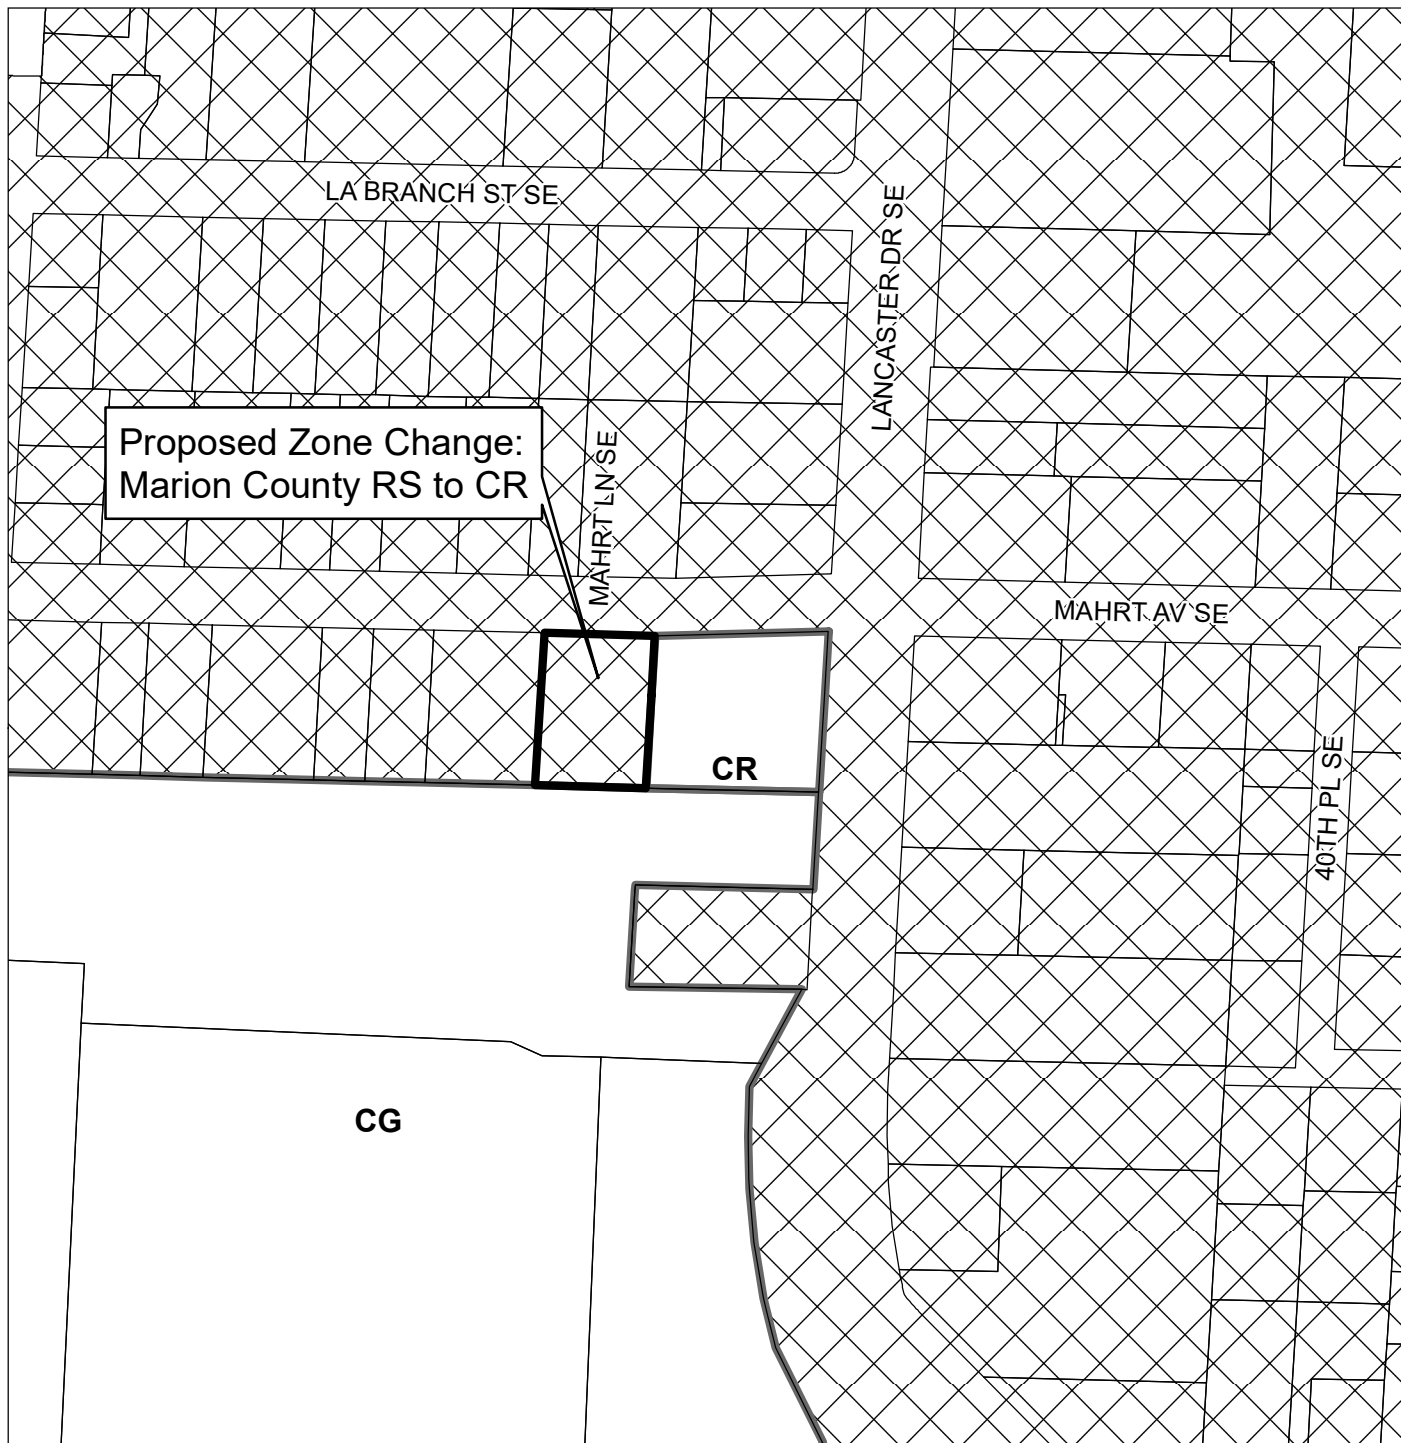 LA BRANCH ST SE
LANCASTER DR SE
Proposed Zone Change:
Marion County RS to CR
MAHRT LN SE
MAHRT AV SE
CR
40TH PL SE
CG